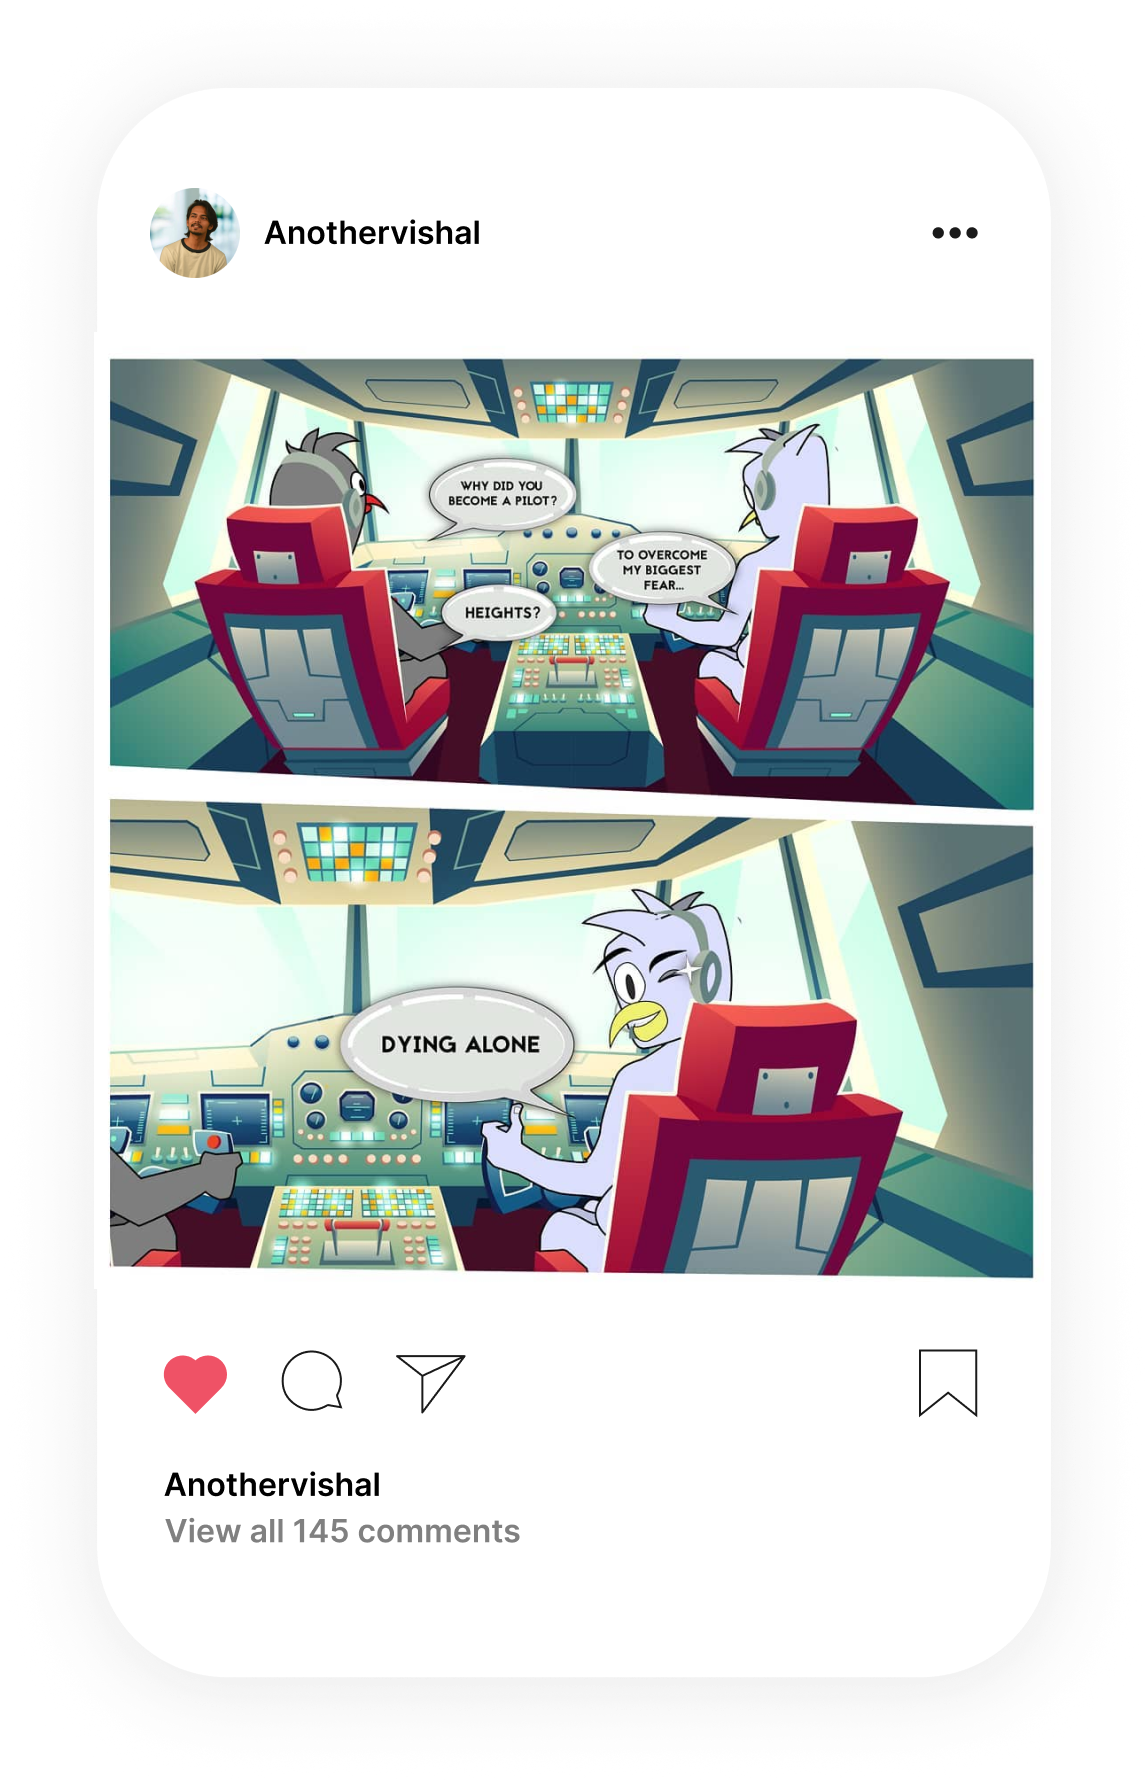 Anothervishal
WHY DID YOU
BECOME A PILOT?
TO OVERCOME
MY BIGGEST
FEAR...
HEIGHTS?
DYING ALONE
Anothervishal
View all 145 comments